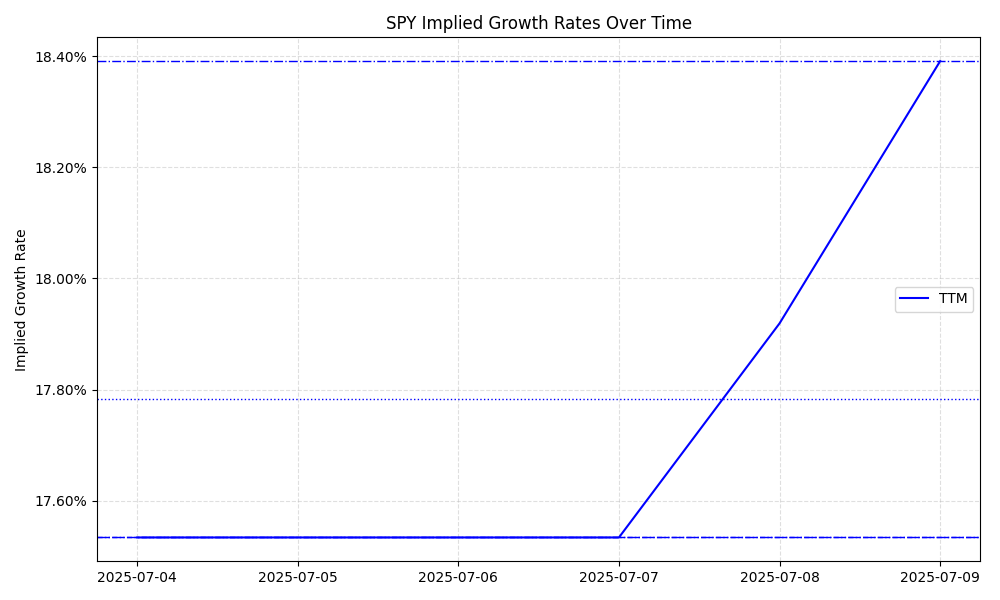 SPY Implied Growth Rates Over Time
18.40%
18.20%
18.00%
17.80%
17.60%
Implied Growth Rate
TTM
2025-07-04 2025-07-05 2025-07-06 2025-07-07 2025-07-08 2025-07-09